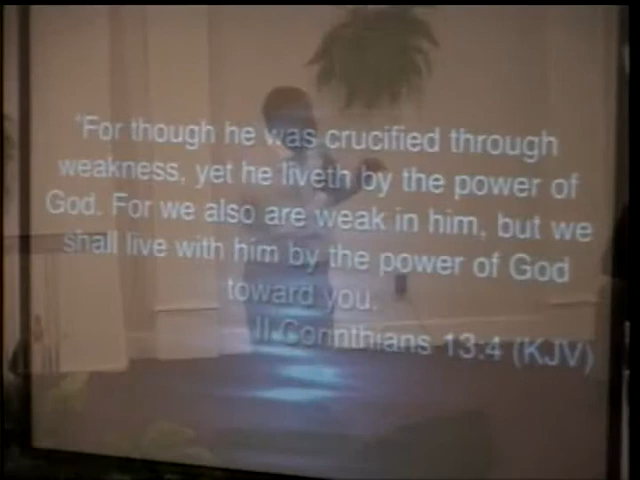 "For though he was crucified through
weakness, yet he liveth by the power of
God. For we also are weak in him, but we
shall live with him by the power of God
toward you.
II Corinthians 13:4 (KJV)